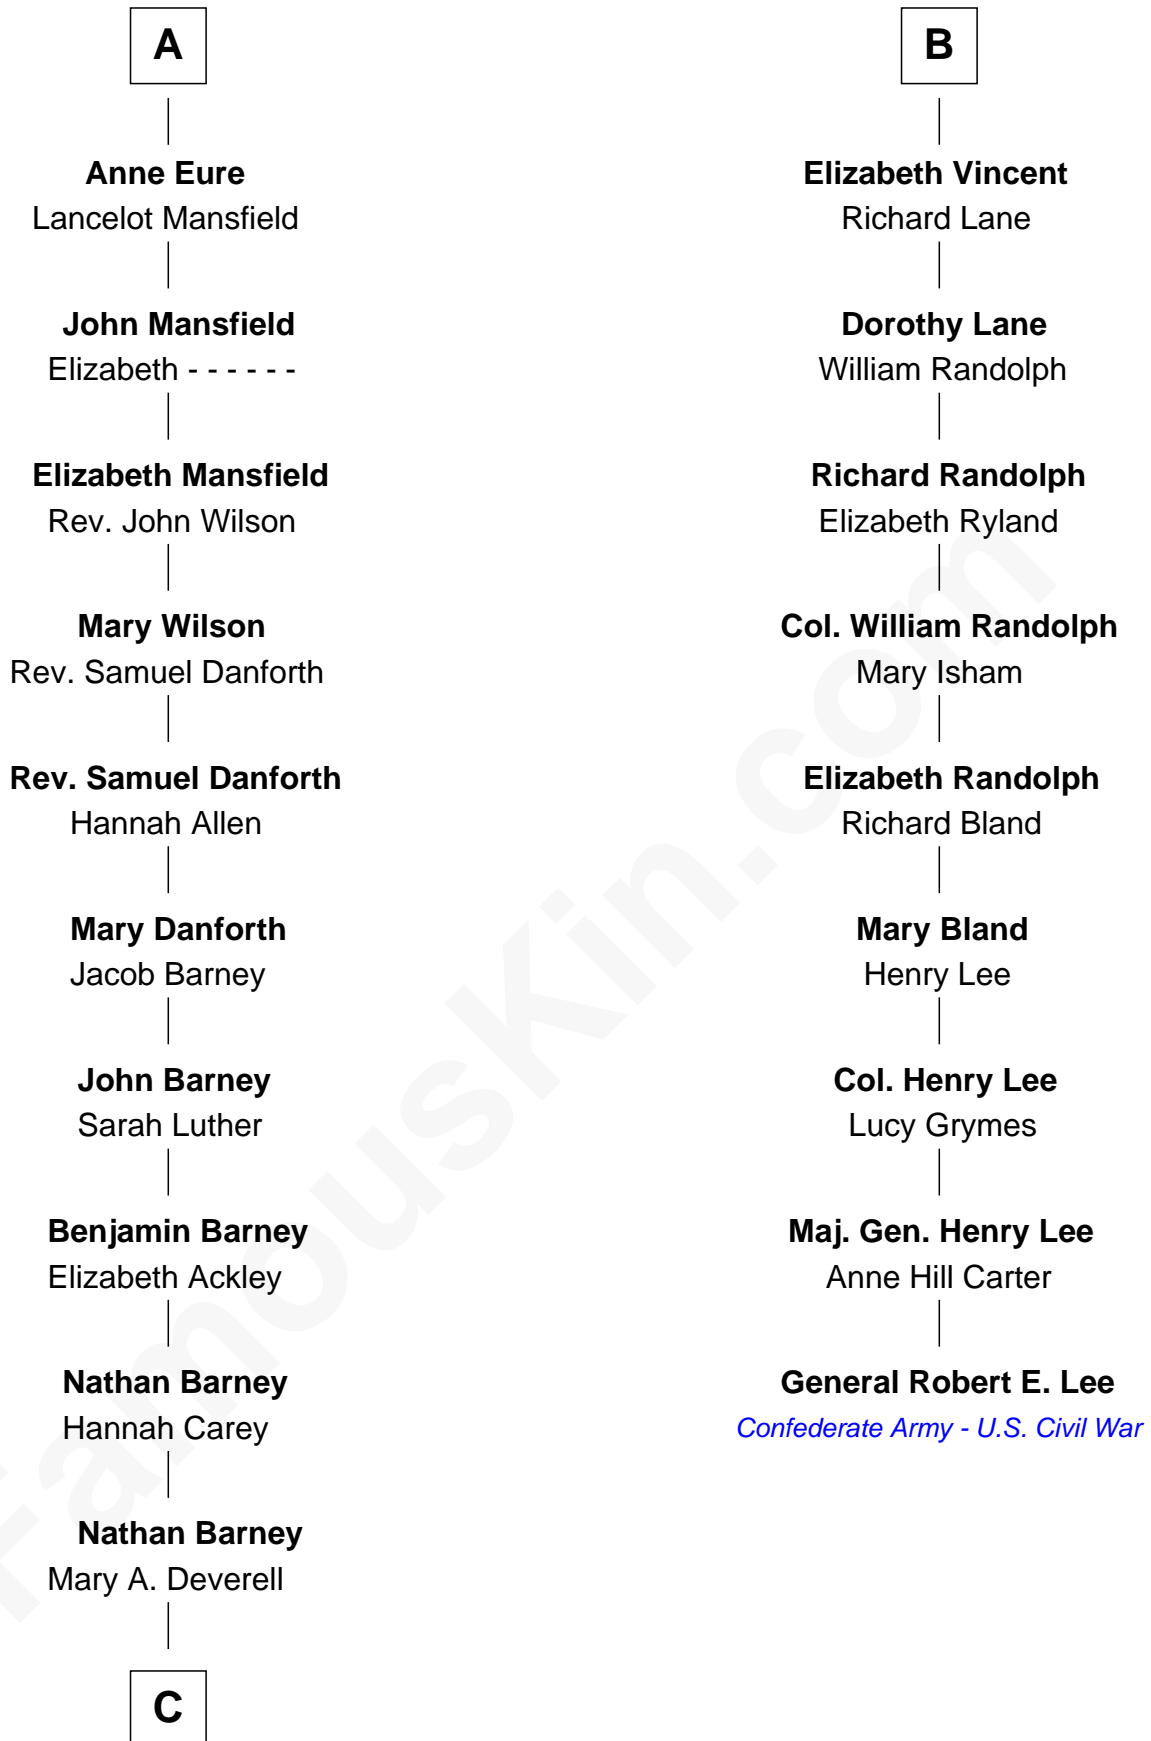 A
Anne Eure
Lancelot Mansfield
John Mansfield
Elizabeth - - - - - -
Elizabeth Mansfield
Rev. John Wilson
Mary Wilson
Rev. Samuel Danforth
Rev. Samuel Danforth
Hannah Allen
Mary Danforth
Jacob Barney
John Barney
Sarah Luther
Benjamin Barney
Elizabeth Ackley
Nathan Barney
Hannah Carey
Nathan Barney
Mary A. Deverell
C
B
Elizabeth Vincent
Richard Lane
Dorothy Lane
William Randolph
Richard Randolph
Elizabeth Ryland
Col. William Randolph
Mary Isham
Elizabeth Randolph
Richard Bland
Mary Bland
Henry Lee
Col. Henry Lee
Lucy Grymes
Maj. Gen. Henry Lee
Anne Hill Carter
General Robert E. Lee
Confederate Army - U.S. Civil War
FamousKin.com